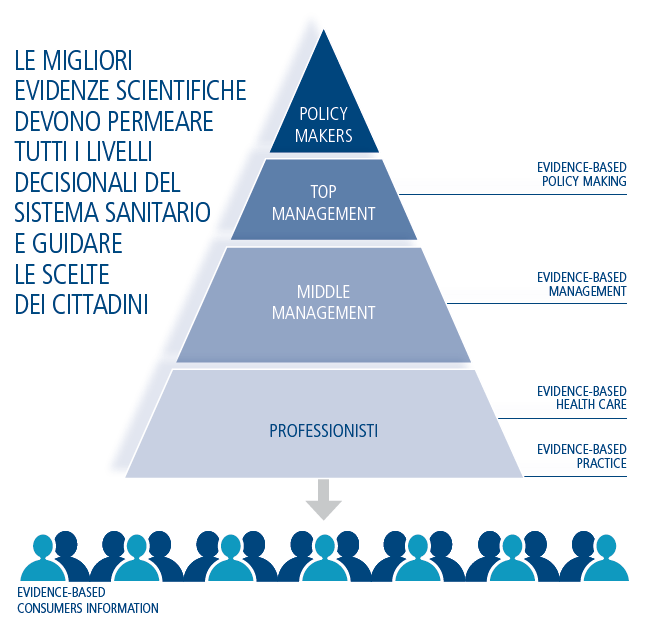 LE MIGLIORI
EVIDENZE SCIENTIFICHE
DEVONO PERMEARE
TUTTI I LIVELLI
DECISIONALI DEL
SISTEMA SANITARIO
E GUIDARE
LE SCELTE
DEI CITTADINI
POLICY
MAKERS
TOP
MANAGEMENT
MIDDLE
MANAGEMENT
PROFESSIONISTI
EVIDENCE-BASED
POLICY MAKING
EVIDENCE-BASED
MANAGEMENT
EVIDENCE-BASED
HEALTH CARE
EVIDENCE-BASED
PRACTICE
EVIDENCE-BASED
CONSUMERS INFORMATION